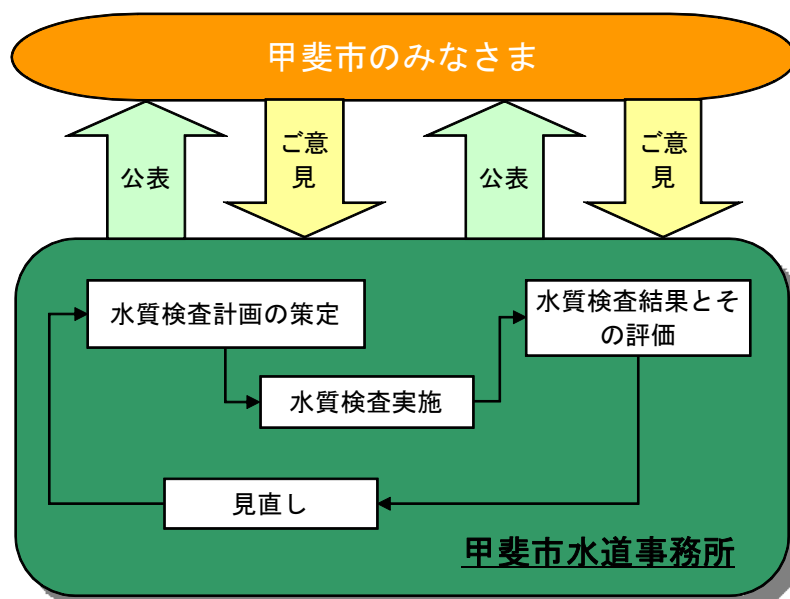 甲斐市のみなさま
公表
ご意
見
公表
ご意
見
水質検査計画の策定
水質検査結果とそ
の評価
水質検査実施
見直し
甲斐市水道事務所